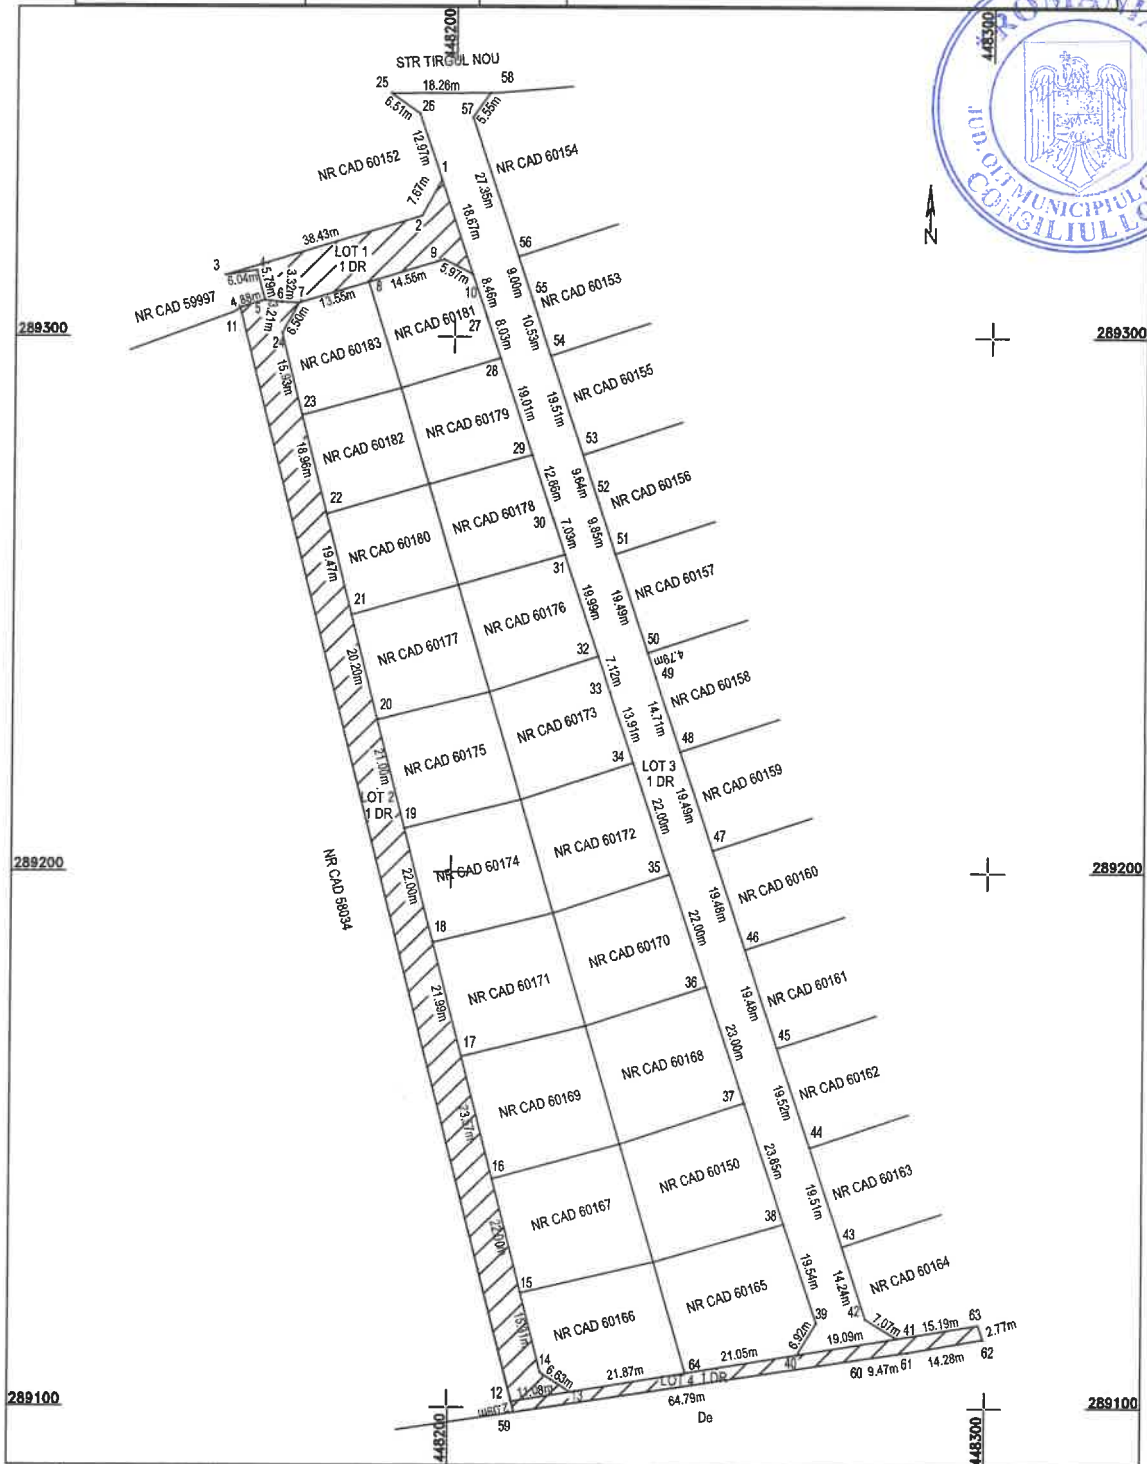 448200
448300
ROMÂNIA
JUD. OLT MUNICIPIUL
CONSILIUL
STR TIRGUL NOU
25
18.26m
58
6.51m
26
57
5.55m
12.97m
NR CAD 60152
1
NR CAD 60154
7.67m
27.35m
18.67m
2
38.43m
LOT 1
1 DR
9
56
N
3
6.04m
5.79m
3.32m
6
7
14.56m
5.97m
9.00m
55
NR CAD 60153
NR CAD 59997
4
11
5
3.21m
6.50m
13.55m
8
10
8.46m
289300
24
NR CAD 60181
27
8.03m
10.53m
54
289300
NR CAD 60183
15.93m
28
NR CAD 60155
23
19.01m
19.51m
NR CAD 60179
NR CAD 60182
18.96m
29
53
22
12.86m
9.64m
52
NR CAD 60156
NR CAD 60178
30
NR CAD 60180
7.03m
9.85m
51
19.47m
31
NR CAD 60157
21
19.99m
19.49m
NR CAD 60176
NR CAD 60177
32
50
20.20m
7.12m
4.79m
49
33
NR CAD 60158
20
NR CAD 60173
13.91m
14.71m
48
NR CAD 60175
34
21.00m
LOT 3
1 DR
NR CAD 60159
LOT 2
1 DR
19
22.00m
19.49m
47
NR CAD 60172
289200
NR CAD 58034
22.00m
NR CAD 60174
35
NR CAD 60160
289200
19.48m
18
22.00m
46
NR CAD 60170
NR CAD 60171
21.99m
36
19.48m
NR CAD 60161
17
23.00m
45
NR CAD 60168
NR CAD 60169
37
NR CAD 60162
19.52m
44
16
23.85m
NR CAD 60150
NR CAD 60163
NR CAD 60167
38
19.51m
22.00m
43
15
NR CAD 60165
19.54m
NR CAD 60164
14.24m
NR CAD 60166
39
42
63
14
6.92m
7.07m
41
15.19m
2.77m
6.63m
21.87m
64
21.05m
19.09m
62
12
11.08m
13
LOT 4 1 DR
40
60
9.47m
61
14.28m
289100
59
64.79m
De
289100
448200
448300